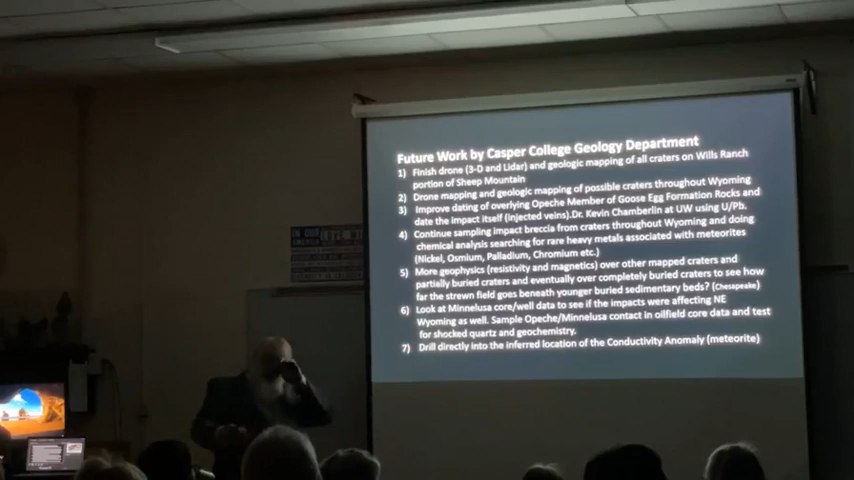 Future Work by Casper College Geology Department
1) Finish drone (3-D and Lidar) and geologic mapping of all craters on Wills Ranch
portion of Sheep Mountain
2) Drone mapping and geologic mapping of possible craters throughout Wyoming
3) Improve dating of overlying Opeche Member of Goose Egg Formation Rocks and
date the impact itself (injected veins).Dr. Kevin Chamberlin at UW using U/Pb.
4) Continue sampling impact breccia from craters throughout Wyoming and doing
chemical analysis searching for rare heavy metals associated with meteorites
(Nickel, Osmium, Palladium, Chromium etc.)
5) More geophysics (resistivity and magnetics) over other mapped craters and
partially buried craters and eventually over completely buried craters to see how
far the strewn field goes beneath younger buried sedimentary beds? (Chesapeake)
6) Look at Minnelusa core/well data to see if the impacts were affecting NE
Wyoming as well. Sample Opeche/Minnelusa contact in oilfield core data and test
for shocked quartz and geochemistry.
7) Drill directly into the inferred location of the Conductivity Anomaly (meteorite)
IN OUR